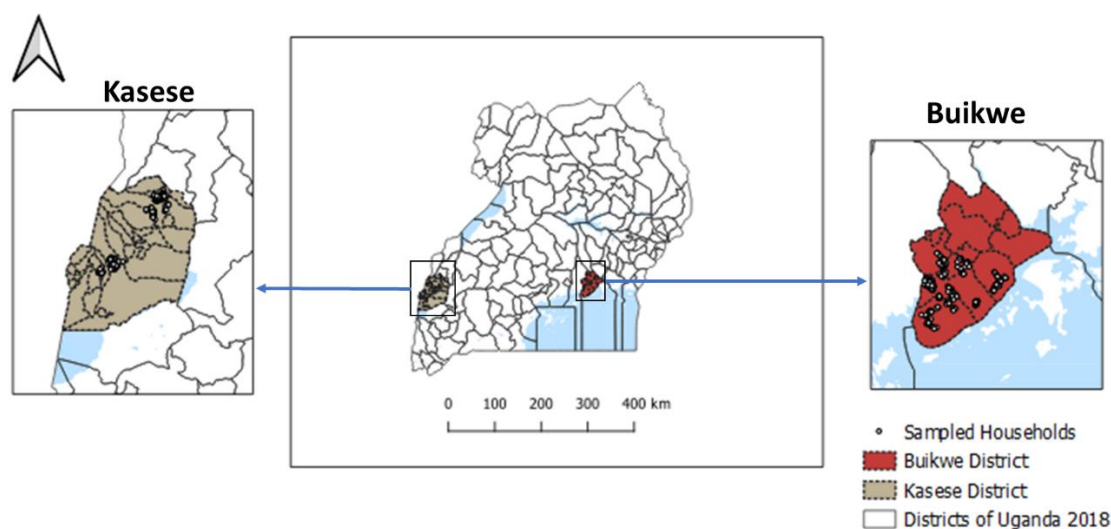 Kasese
Buikwe
0 100 200 300 400 km
Sampled Households
Buikwe District
Kasese District
Districts of Uganda 2018